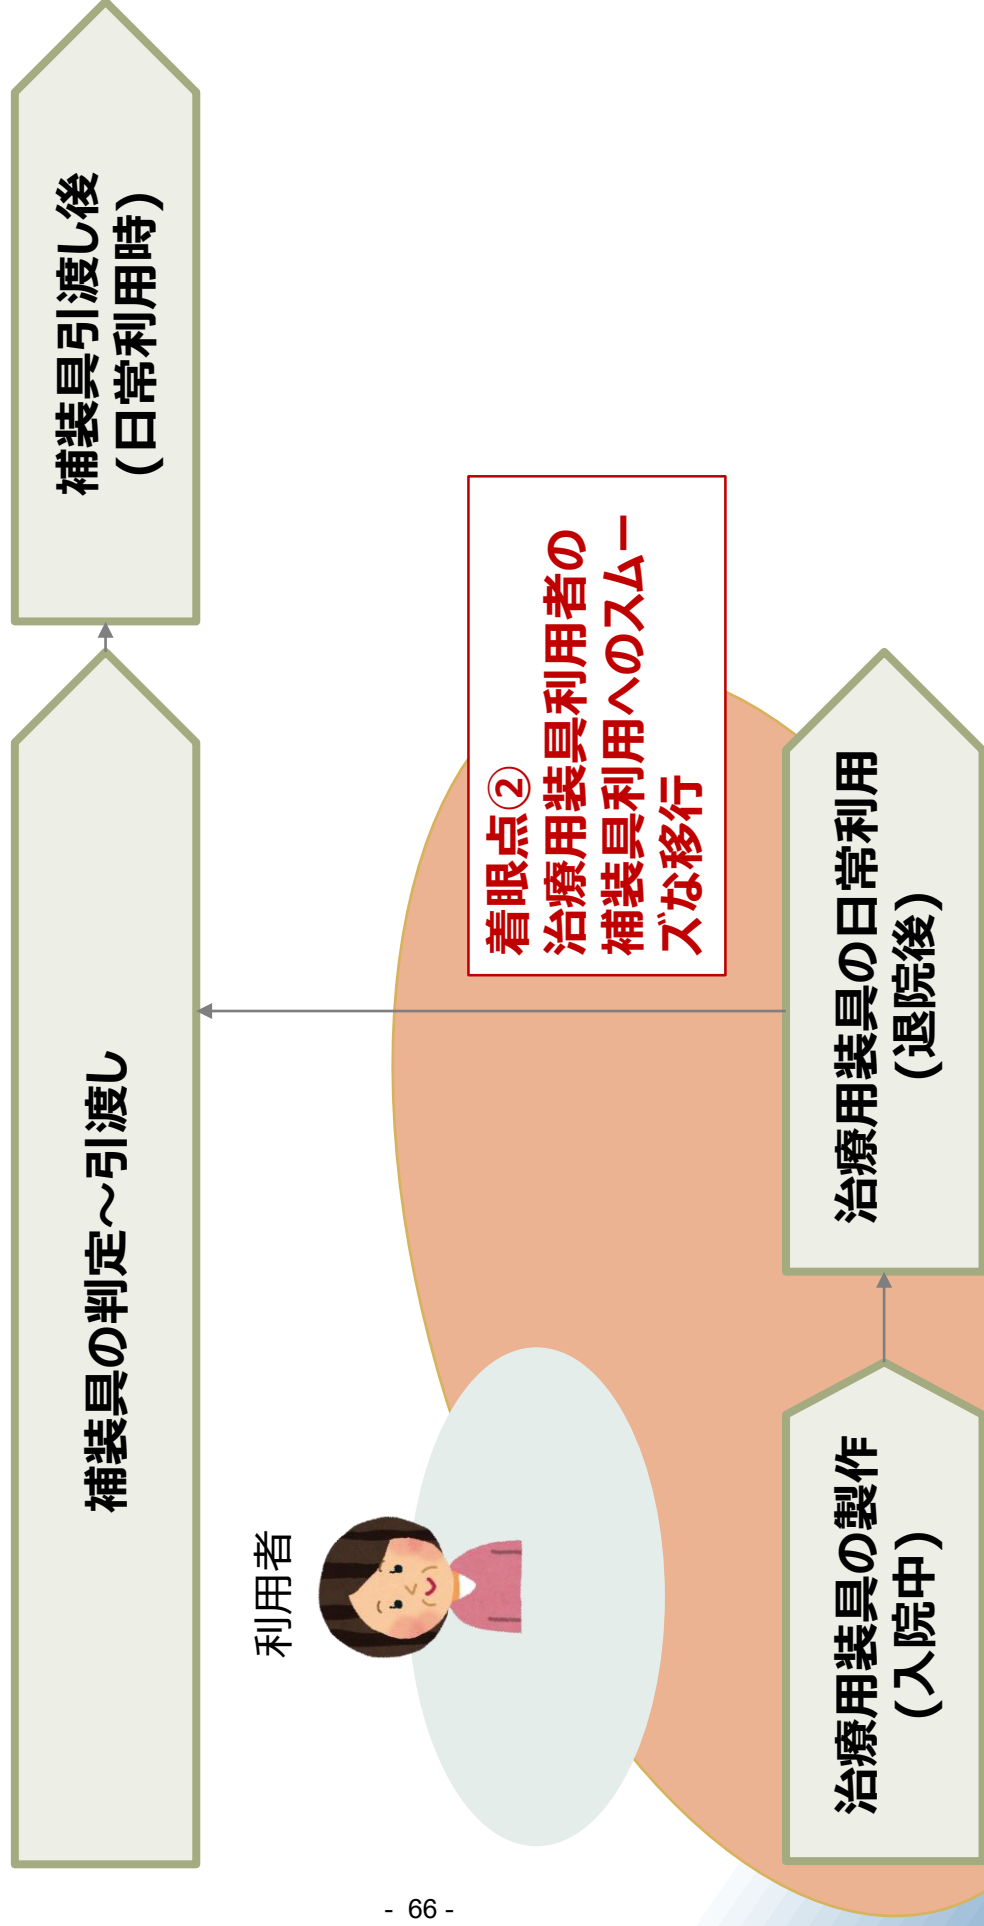 補装具の判定～引渡し
補装具引渡し後
(日常利用時)
利用者
着眼点②
治療用装具利用者の
補装具利用へのスムー
ズな移行
治療用装具の製作
(入院中)
治療用装具の日常利用
(退院後)
- 66 -